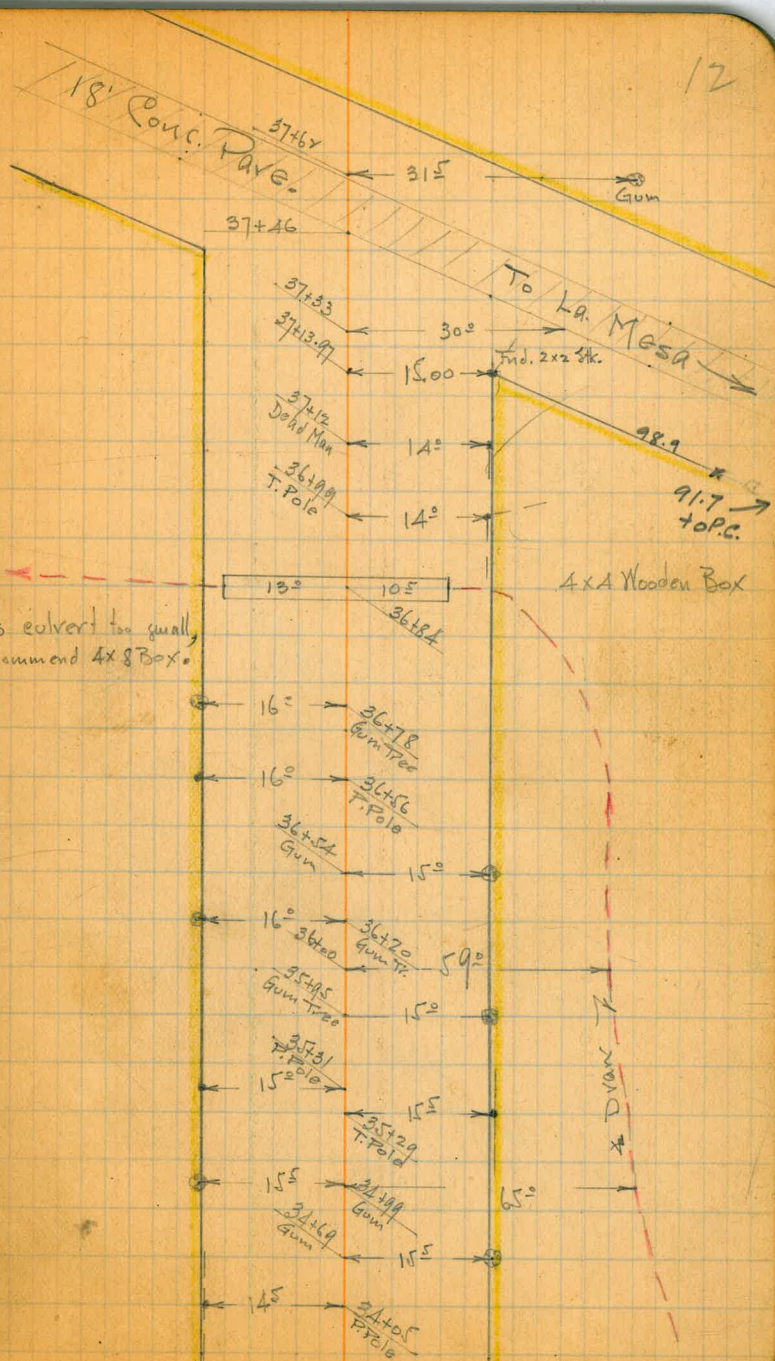 12
18' Conc. Pave.
37+62
31 5
Gum
37+46
To La. Mesa
37+33
30 0
37+13.97
15.00
Fnd. 2x2 Stk.
37+12
Dead Man
14 0
98.9
36+99
T. Pole
14 0
91.7
to P.C.
13 0
10 5
4x4 Wooden Box
36+84
culvert too small,
ommend 4x8 Box.
16 0
36+78
Gum Tree
16 0
36+56
P. Pole
36+54
Gum
15 0
16 0
36+20
Gum Tr.
36+00
59 0
35+95
Gum Tree
15 0
Draw
35+31
P. Pole
15 0
15 5
35+29
T. Pole
15 5
34+99
Gum
65 0
34+69
Gum
15 5
14 5
34+05
P. Pole